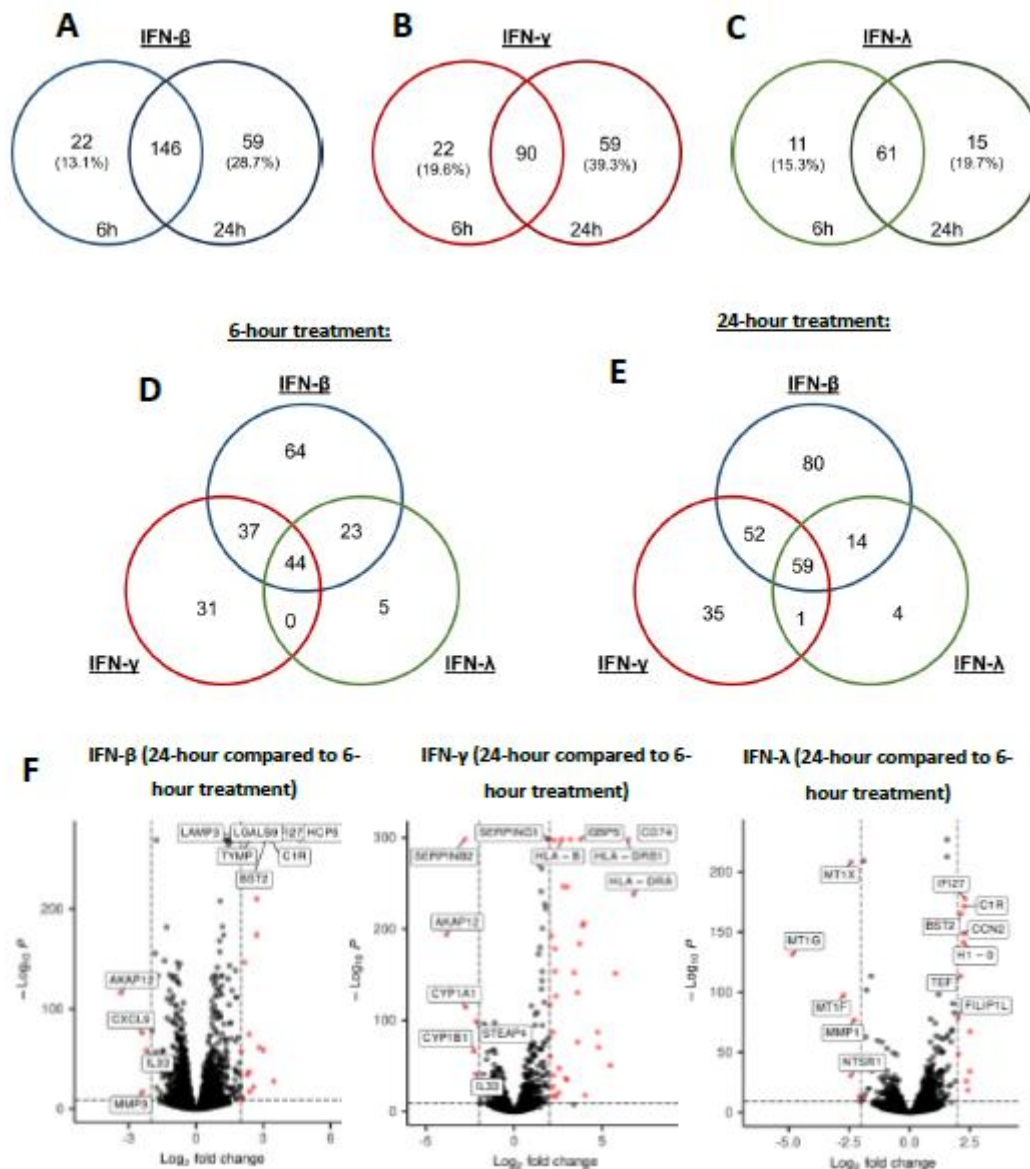 A
IFN-β
22
(13.1%)
146
59
(28.7%)
6h
24h
B
IFN-γ
22
(19.6%)
90
59
(39.3%)
6h
24h
C
IFN-λ
11
(15.3%)
61
15
(19.7%)
6h
24h
6-hour treatment:
D
IFN-β
64
37
23
44
31
0
5
IFN-γ
IFN-λ
24-hour treatment:
E
IFN-β
80
52
14
59
35
1
4
IFN-γ
IFN-λ
F
IFN-β (24-hour compared to 6-
hour treatment)
LAMP3
LGALS9
127
HCP5
TYMP
C1R
BST2
200
AKAP12
100
CXCL9
IL33
MMP9
0
-3
0
3
Log2 fold change
– Log10 P
IFN-γ (24-hour compared to 6-
hour treatment)
300
SERPING1
GBP5
CD74
SERPINB2
HLA – B
HLA – DRB1
HLA – DRA
200
AKAP12
CYP1A1
100
STEAP4
CYP1B1
IL33
0
-5
0
5
Log2 fold change
– Log10 P
IFN-λ (24-hour compared to 6-
hour treatment)
200
MT1X
IFI27
C1R
BST2
CCN2
150
MT1G
H1 – 0
100
MT1F
FILIP1L
MMP1
50
NTSR1
0
-5.0
-2.5
0.0
2.5
Log2 fold change
– Log10 P